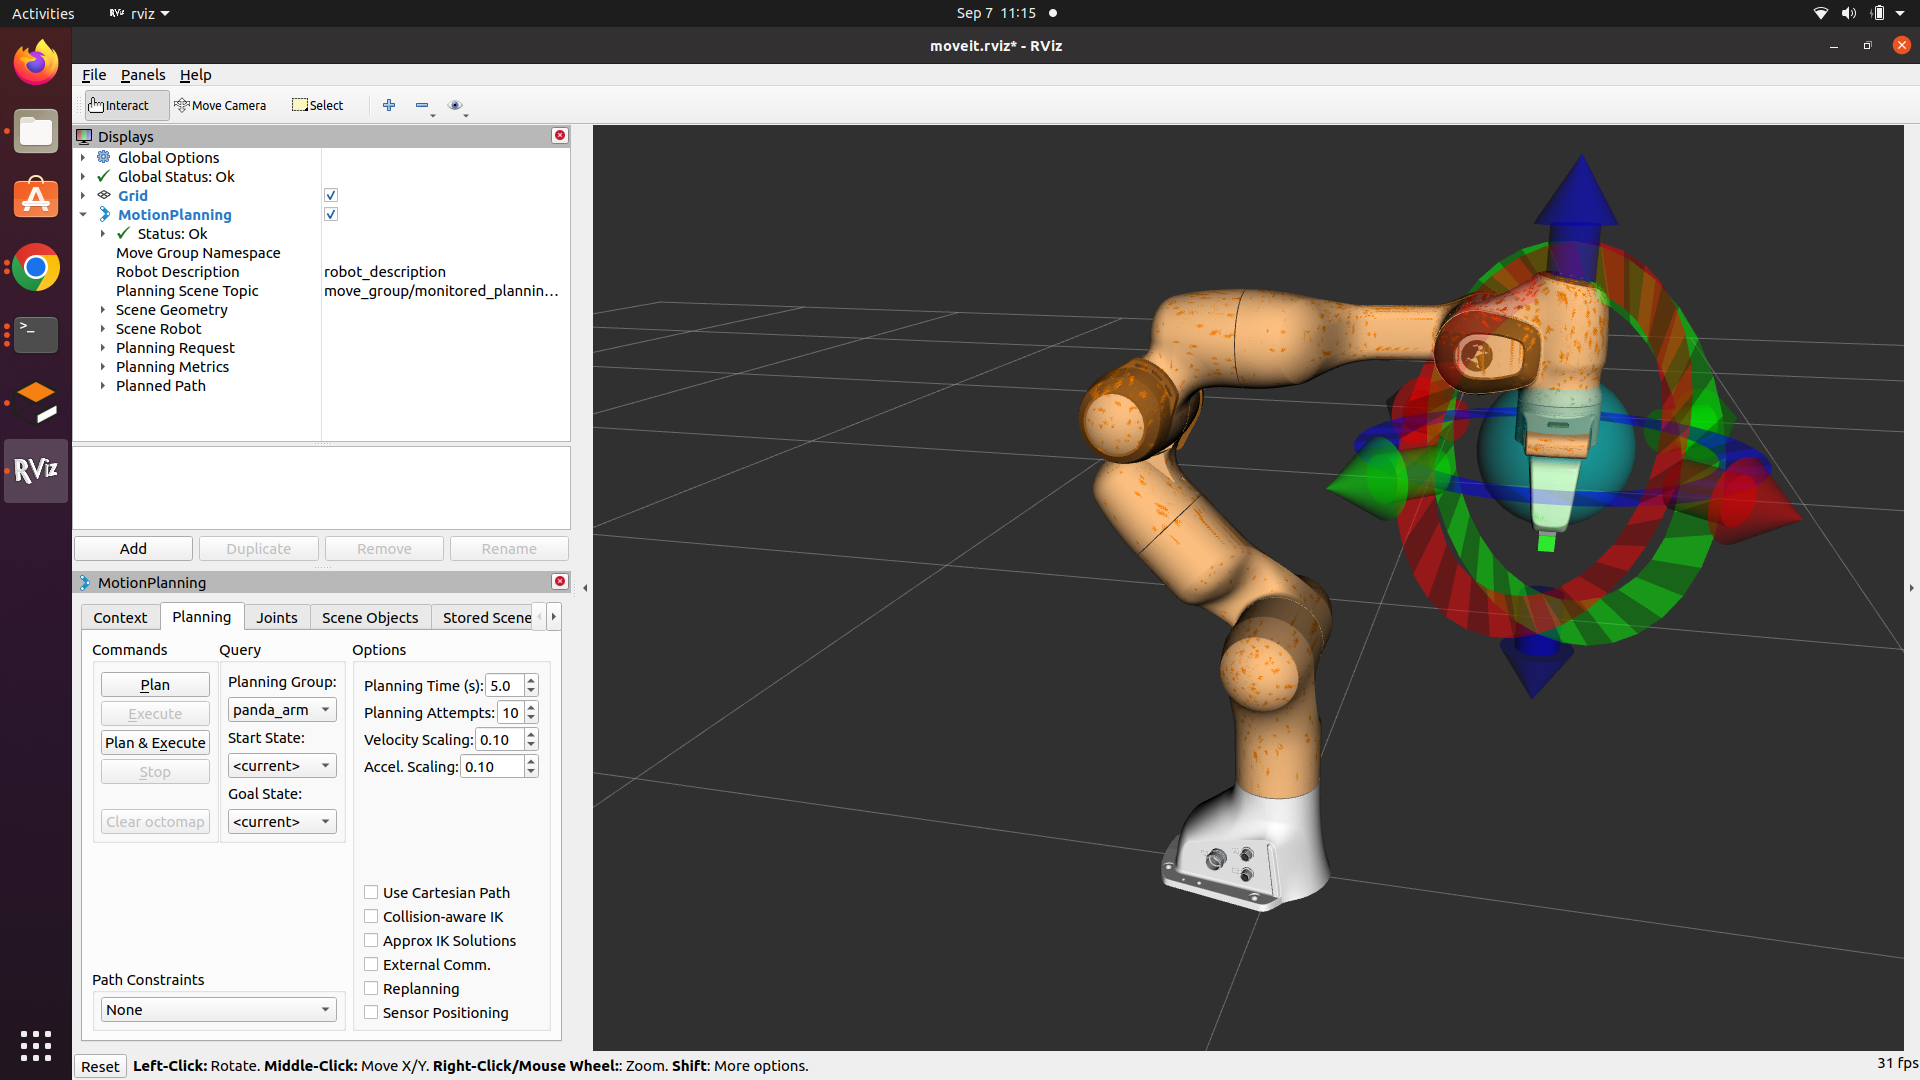 Activities
RViz rviz
Sep 7 11:15
moveit.rviz* - RViz
File Panels Help
Interact Move Camera Select
Displays
Global Options
Global Status: Ok
Grid
MotionPlanning
Status: Ok
Move Group Namespace
Robot Description robot_description
Planning Scene Topic move_group/monitored_plannin...
Scene Geometry
Scene Robot
Planning Request
Planning Metrics
Planned Path
>_
RViz
Add Duplicate Remove Rename
MotionPlanning
Context Planning Joints Scene Objects Stored Scene
Commands Query Options
Plan
Execute
Plan & Execute
Stop
Clear octomap
Planning Group:
panda_arm
Start State:
<current>
Goal State:
<current>
Planning Time (s): 5.0
Planning Attempts: 10
Velocity Scaling: 0.10
Accel. Scaling: 0.10
Use Cartesian Path
Collision-aware IK
Approx IK Solutions
External Comm.
Replanning
Sensor Positioning
Path Constraints
None
Reset Left-Click: Rotate. Middle-Click: Move X/Y. Right-Click/Mouse Wheel:: Zoom. Shift: More options.
31 fps